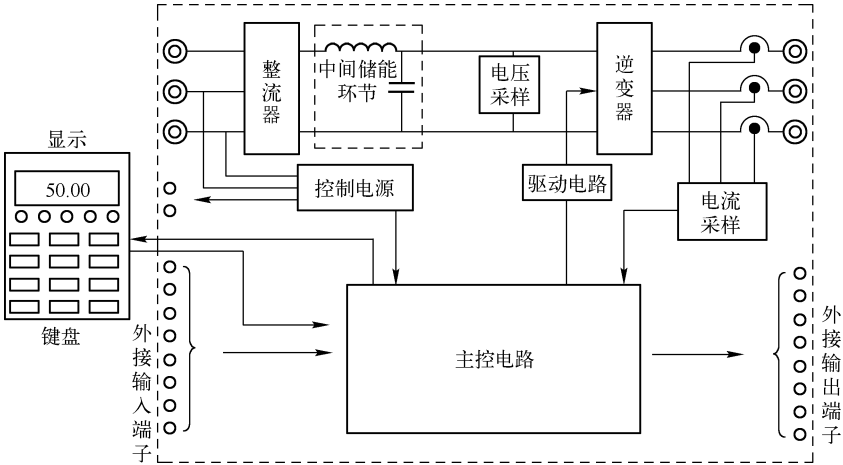 整流器
中间储能
环节
电压
采样
逆变器
显示
50.00
控制电源
驱动电路
电流
采样
键盘
外接输入端子
主控电路
外接输出端子